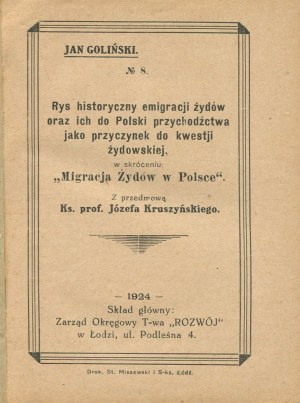 JAN GOLIŃSKI.
№ 8.
Rys historyczny emigracji żydów
oraz ich do Polski przychodźctwa
jako przyczynek do kwestji
żydowskiej.
w skróceniu:
„Migracja Żydów w Polsce“.
Z przedmową
Ks. prof. Józefa Kruszyńskiego.
– 1924 –
Skład główny:
Zarząd Okręgowy T-wa „ROZWÓJ“
w Łodzi, ul. Podleśna 4.
Druk. St. Miszewski i S-ka, Łódź.